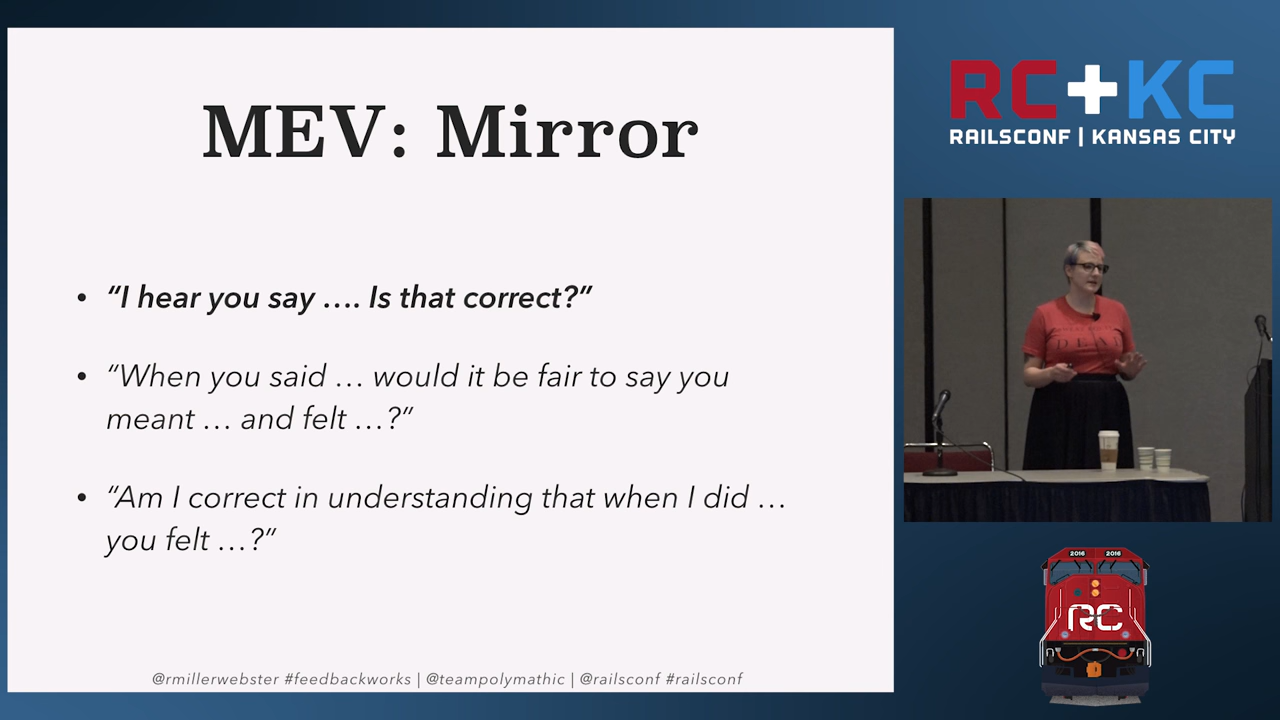 MEV: Mirror
• “I hear you say …. Is that correct?”
• “When you said … would it be fair to say you
meant … and felt …?”
• “Am I correct in understanding that when I did …
you felt …?”
@rmillerwebster #feedbackworks | @teampolymathic | @railsconf #railsconf
RC+KC
RAILSCONF | KANSAS CITY
DEAF
2016 2016
RC